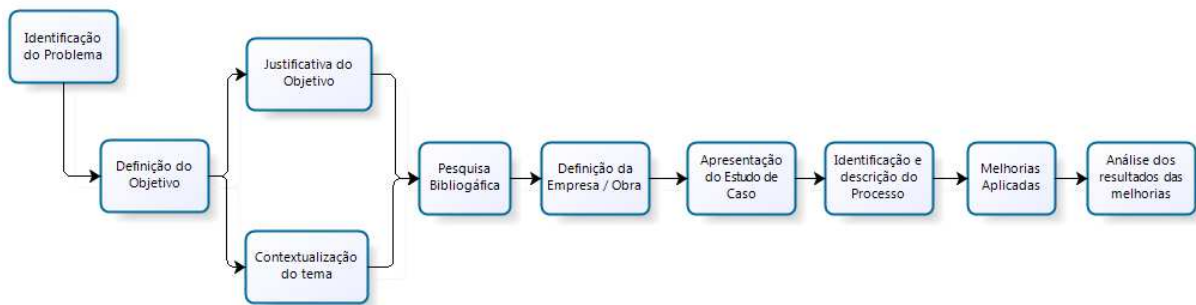 Identificação
do Problema
Definição do
Objetivo
Justificativa do
Objetivo
Contextualização
do tema
Pesquisa
Bibliogáfica
Definição da
Empresa / Obra
Apresentação
do Estudo de
Caso
Identificação e
descrição do
Processo
Melhorias
Aplicadas
Análise dos
resultados das
melhorias